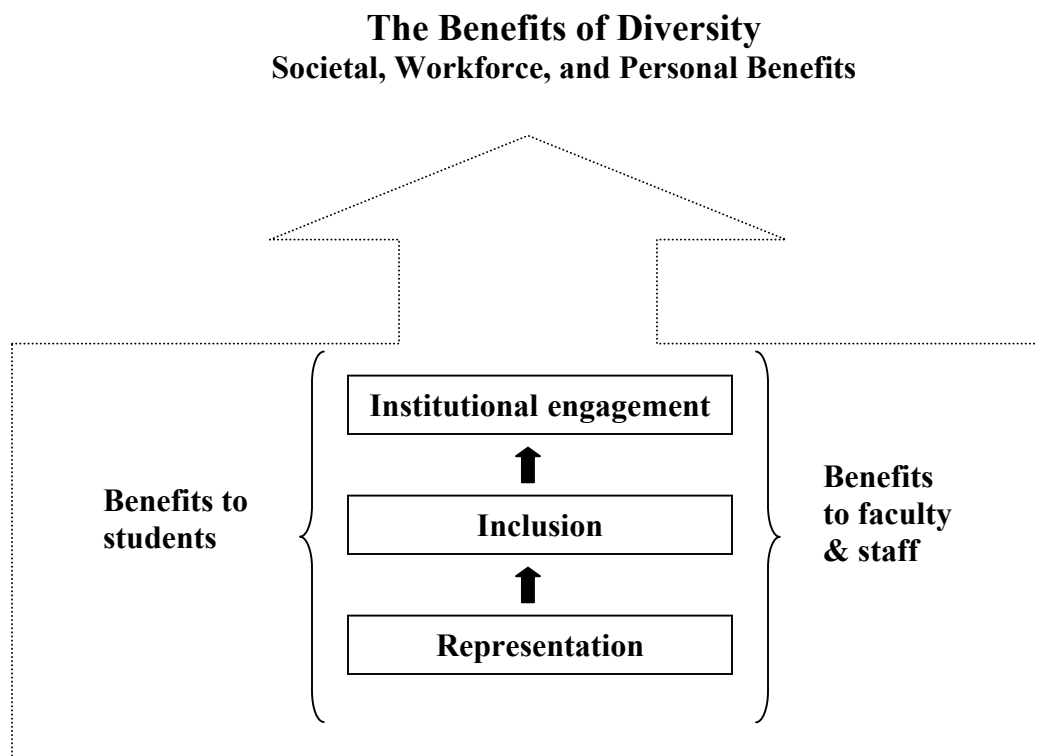 The Benefits of Diversity
Societal, Workforce, and Personal Benefits
Institutional engagement
Benefits to
students
Inclusion
Benefits
to faculty
& staff
Representation